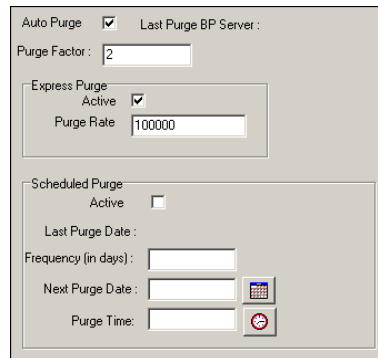 Auto Purge Last Purge BP Server :
Purge Factor : 2
Express Purge
Active
Purge Rate 100000
Scheduled Purge
Active
Last Purge Date :
Frequency (in days) :
Next Purge Date :
Purge Time: